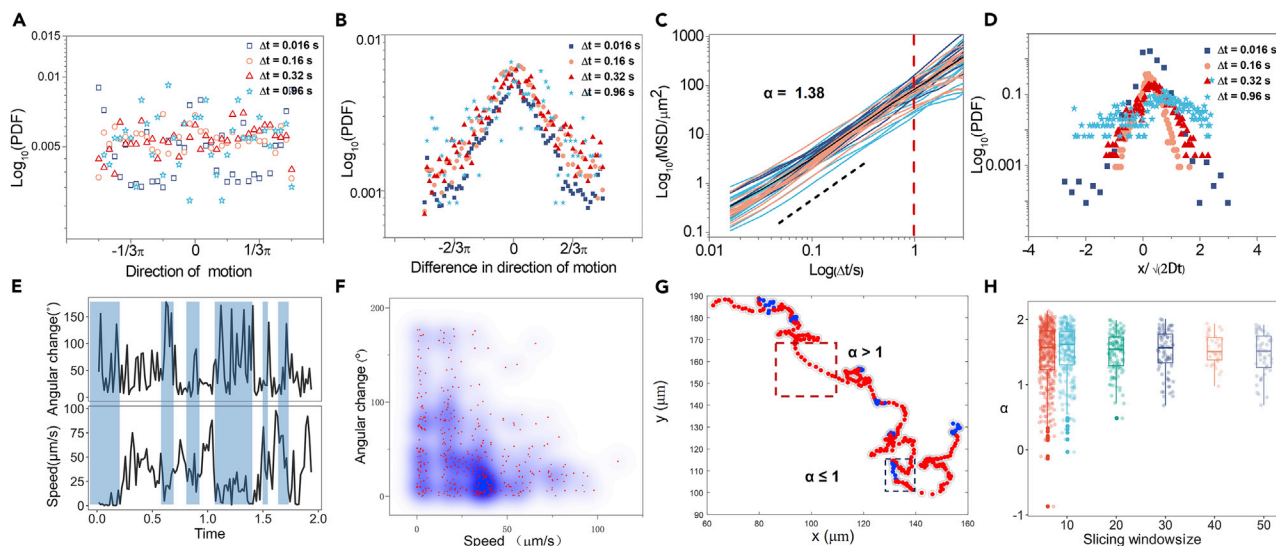 A
0.015
0.010
0.005
Log10(PDF)
Δt = 0.016 s
Δt = 0.16 s
Δt = 0.32 s
Δt = 0.96 s
-1/3π
0
1/3π
Direction of motion
B
0.01
0.001
Log10(PDF)
Δt = 0.016 s
Δt = 0.16 s
Δt = 0.32 s
Δt = 0.96 s
-2/3π
0
2/3π
Difference in direction of motion
C
1000
100
10
1
0.1
Log10(MSD/μm2)
α = 1.38
0.01
0.1
1
Log(Δt/s)
D
0.1
0.001
Log10(PDF)
Δt = 0.016 s
Δt = 0.16 s
Δt = 0.32 s
Δt = 0.96 s
-4
-2
0
2
4
x/ √(2Dt)
E
150
100
50
0
Angular change(°)
100
75
50
25
0
Speed(μm/s)
0.0
0.5
1.0
1.5
2.0
Time
F
200
150
100
50
0
Angular change (°)
0
50
100
Speed (μm/s)
G
190
180
170
160
150
140
130
120
110
100
90
y (μm)
α > 1
α ≤ 1
60
80
100
120
140
160
x (μm)
H
2
1
0
-1
α
10
20
30
40
50
Slicing windowsize